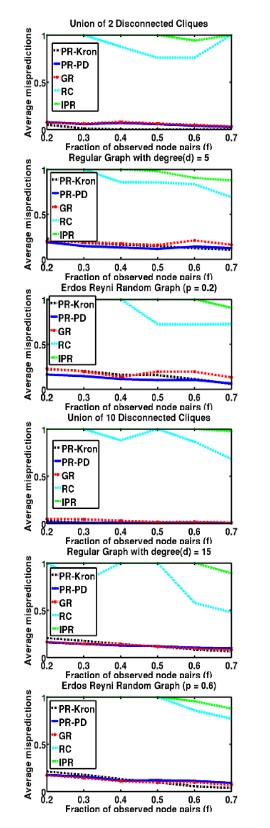 Union of 2 Disconnected Cliques
Average mispredictions
1
0.5
0
PR-Kron
PR-PD
GR
RC
IPR
0.2 0.3 0.4 0.5 0.6 0.7
Fraction of observed node pairs (f)
Regular Graph with degree(d) = 5
Average mispredictions
1
0.5
0
PR-Kron
PR-PD
GR
RC
IPR
0.2 0.3 0.4 0.5 0.6 0.7
Fraction of observed node pairs (f)
Erdos Reyni Random Graph (p = 0.2)
Average mispredictions
1
0.5
0
PR-Kron
PR-PD
GR
RC
IPR
0.2 0.3 0.4 0.5 0.6 0.7
Fraction of observed node pairs (f)
Union of 10 Disconnected Cliques
Average mispredictions
1
0.5
0
PR-Kron
PR-PD
GR
RC
IPR
0.2 0.3 0.4 0.5 0.6 0.7
Fraction of observed node pairs (f)
Regular Graph with degree(d) = 15
Average mispredictions
1
0.5
0
PR-Kron
PR-PD
GR
RC
IPR
0.2 0.3 0.4 0.5 0.6 0.7
Fraction of observed node pairs (f)
Erdos Reyni Random Graph (p = 0.6)
Average mispredictions
1
0.5
0
PR-Kron
PR-PD
GR
RC
IPR
0.2 0.3 0.4 0.5 0.6 0.7
Fraction of observed node pairs (f)